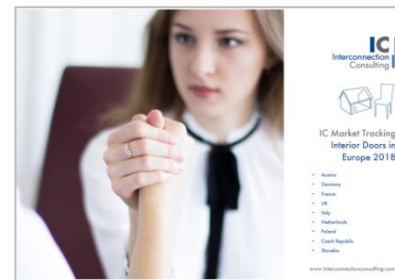 IC
Interconnection
Consulting
IC Market Tracking
Interior Doors in
Europe 2018
- Austria
- Germany
- France
- UK
- Italy
- Netherlands
- Poland
- Czech Republic
- Slovakia
www.interconnectionconsulting.com